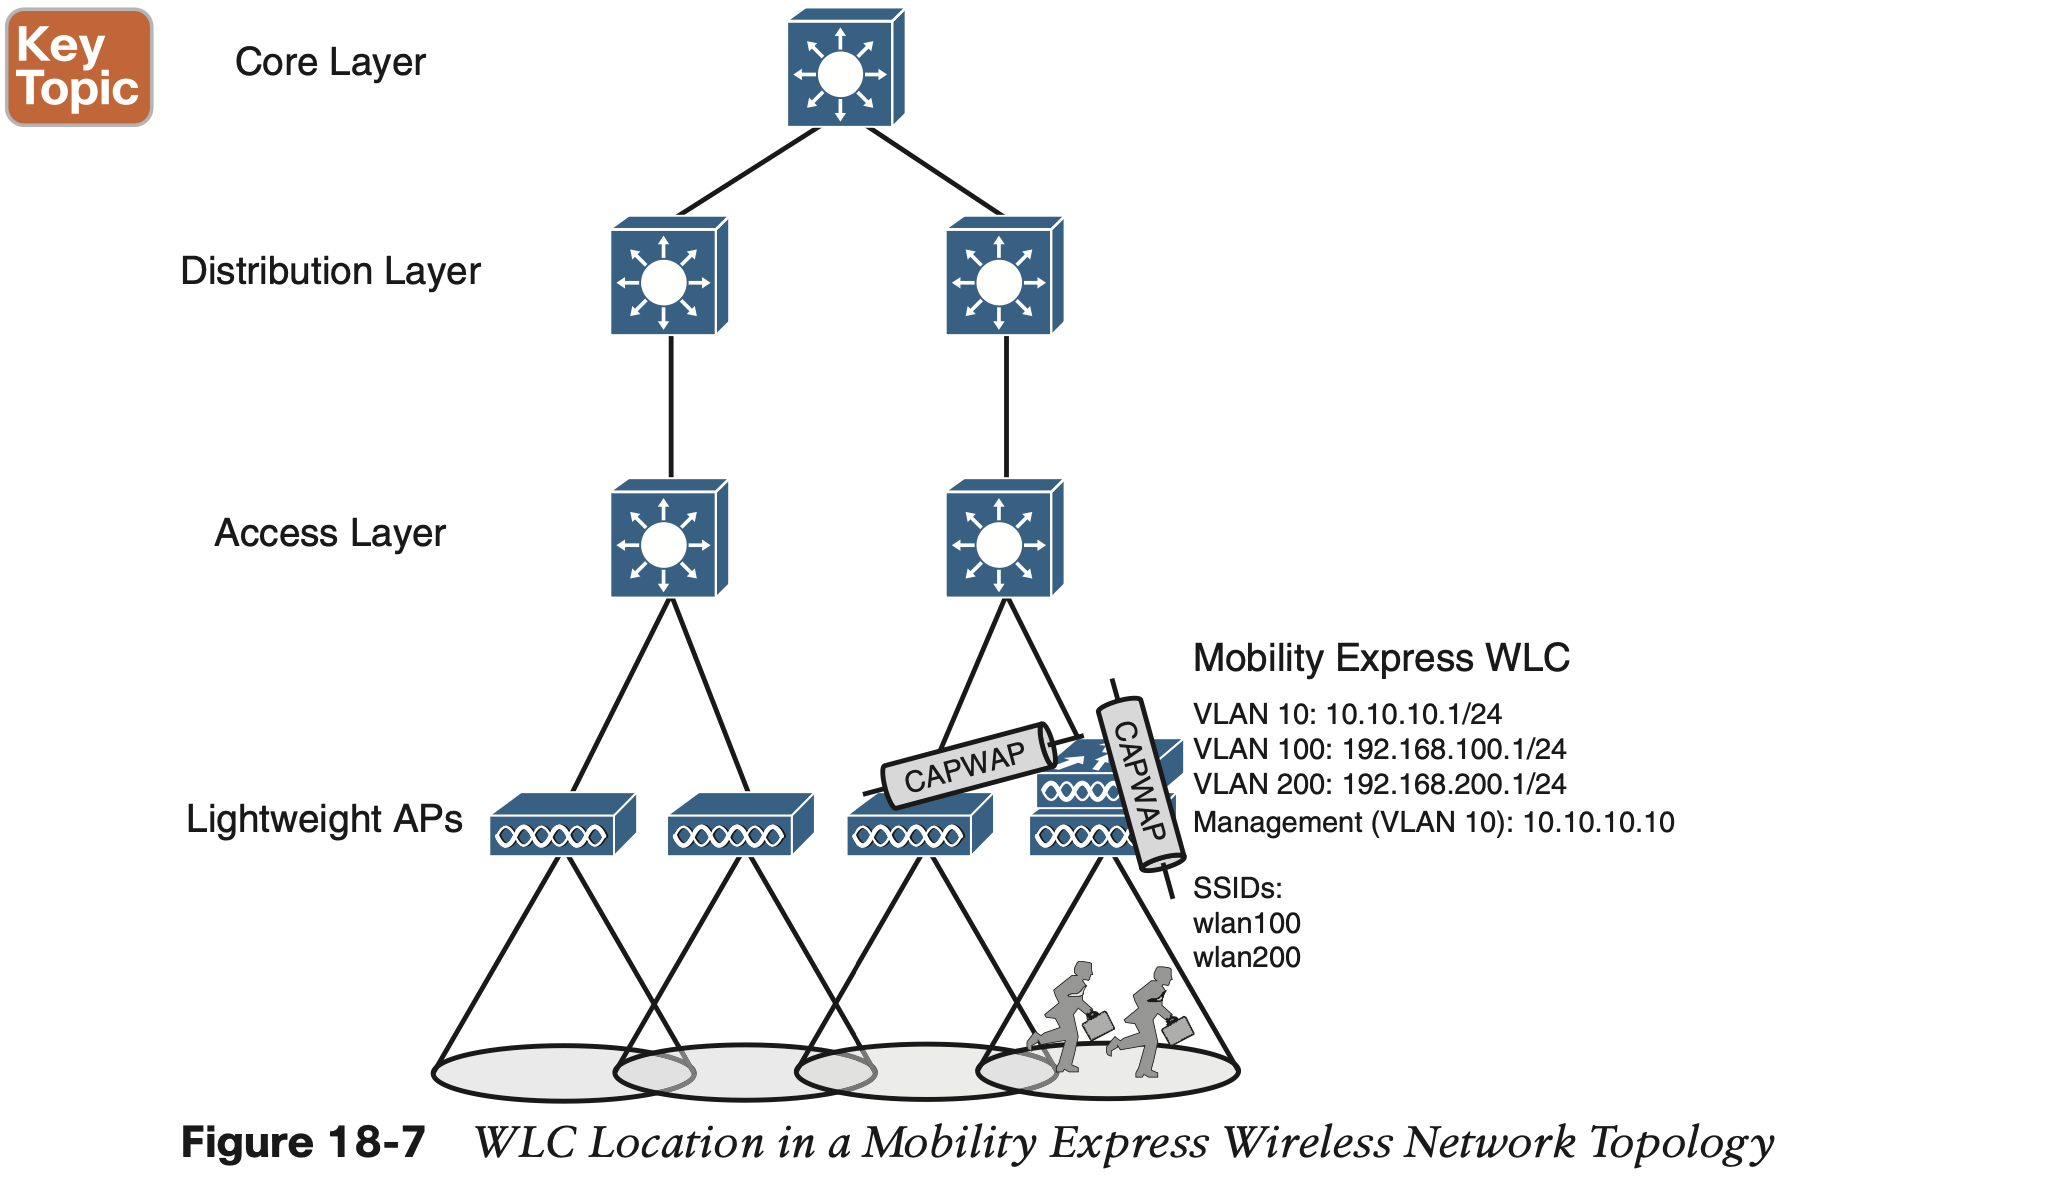 Key
Topic
Core Layer
Distribution Layer
Access Layer
Mobility Express WLC
VLAN 10: 10.10.10.1/24
VLAN 100: 192.168.100.1/24
VLAN 200: 192.168.200.1/24
Management (VLAN 10): 10.10.10.10
CAPWAP
CAPWAP
Lightweight APs
SSIDs:
wlan100
wlan200
Figure 18-7 WLC Location in a Mobility Express Wireless Network Topology